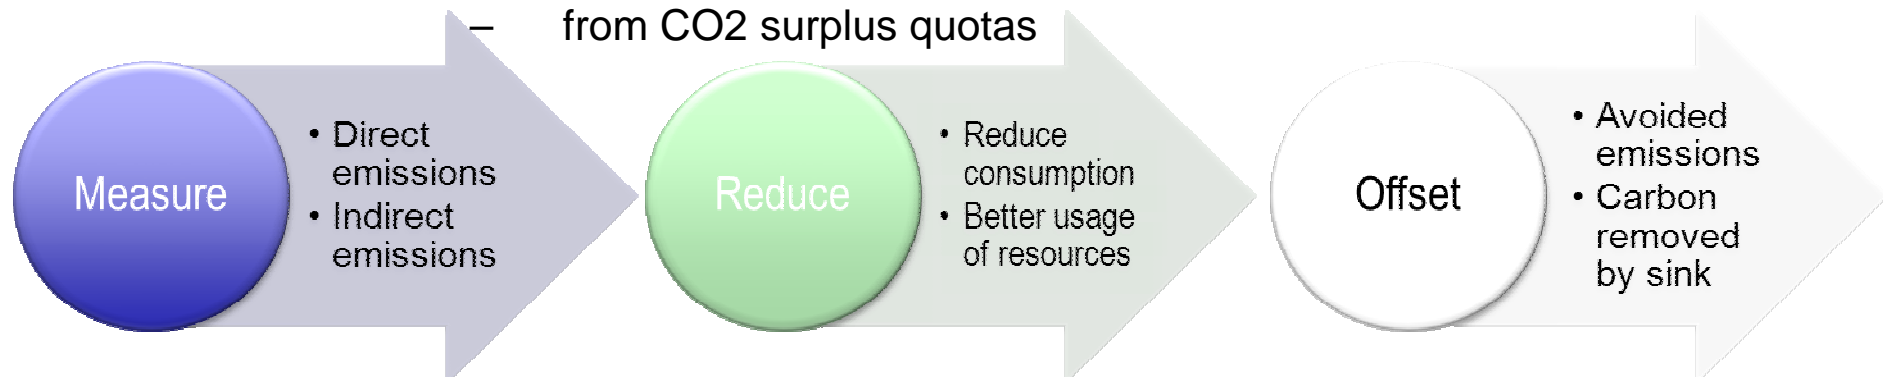 – from CO2 surplus quotas
Measure
• Direct
emissions
• Indirect
emissions
Reduce
• Reduce
consumption
• Better usage
of resources
Offset
• Avoided
emissions
• Carbon
removed
by sink